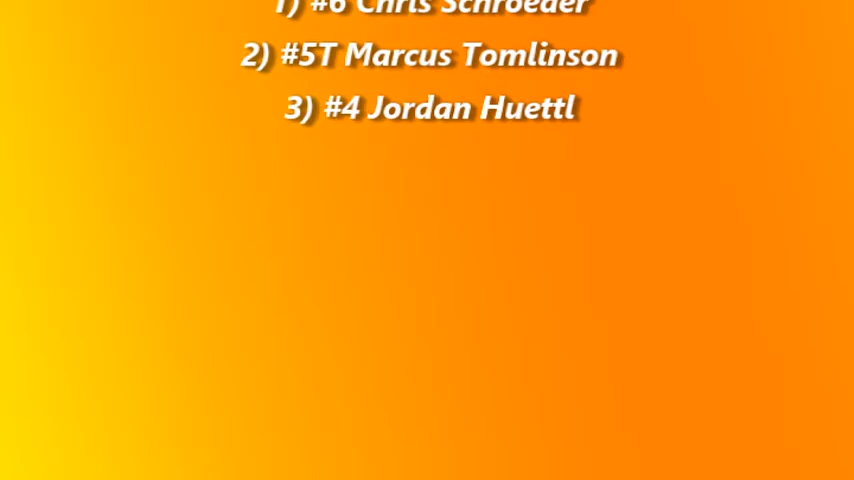 1) #6 Chris Schroeder
2) #5T Marcus Tomlinson
3) #4 Jordan Huettl